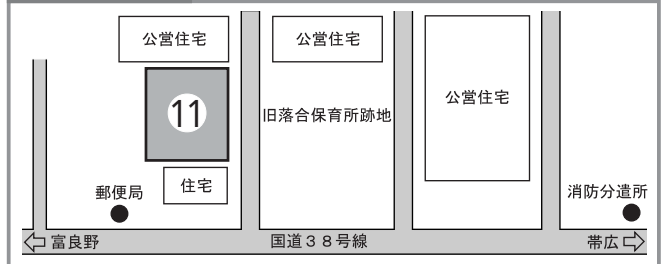 公営住宅
公営住宅
公営住宅
11
旧落合保育所跡地
住宅
郵便局
消防分遣所
富良野
国道３８号線
帯広